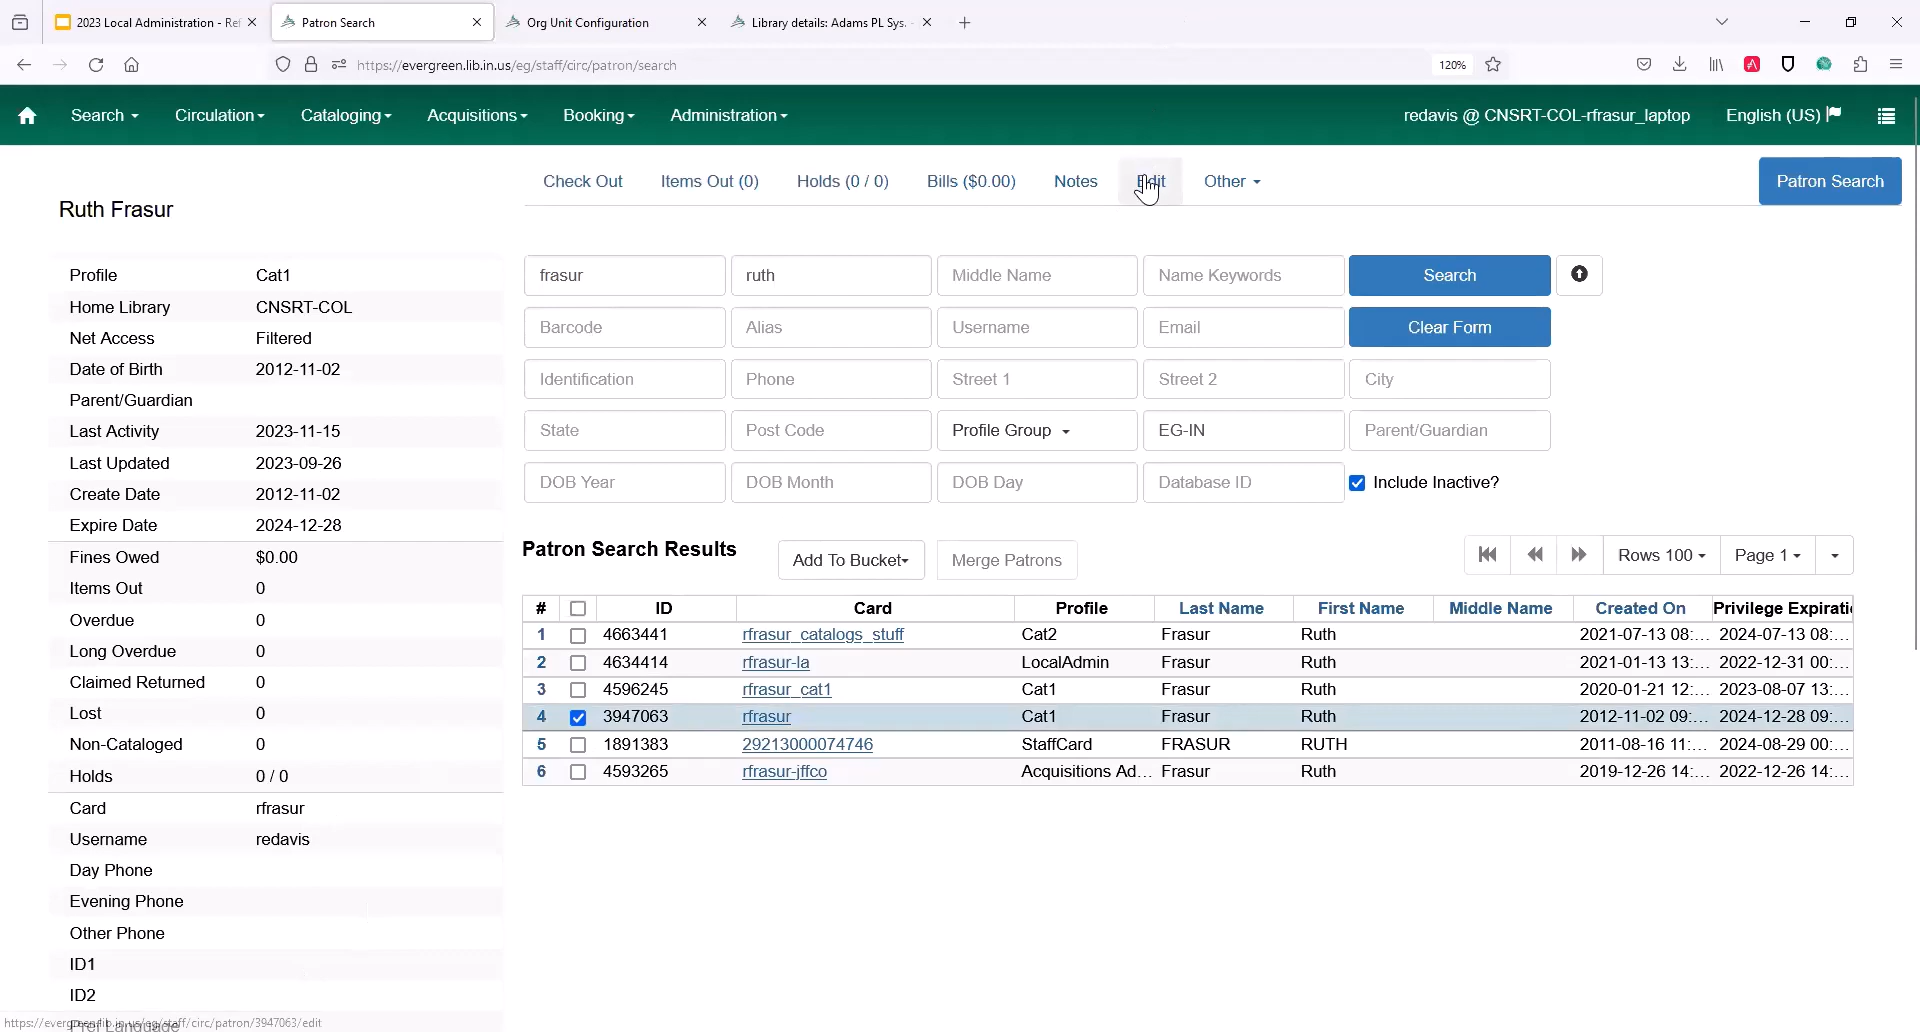 2023 Local Administration - Ref
Patron Search
Org Unit Configuration
Library details: Adams PL Sys. -
https://evergreen.lib.in.us/eg/staff/circ/patron/search
120%
Search
Circulation
Cataloging
Acquisitions
Booking
Administration
redavis @ CNSRT-COL-rfrasur_laptop
English (US)
Check Out
Items Out (0)
Holds (0 / 0)
Bills ($0.00)
Notes
Edit
Other
Patron Search
Ruth Frasur
Profile Cat1
Home Library CNSRT-COL
Net Access Filtered
Date of Birth 2012-11-02
Parent/Guardian
Last Activity 2023-11-15
Last Updated 2023-09-26
Create Date 2012-11-02
Expire Date 2024-12-28
Fines Owed $0.00
Items Out 0
Overdue 0
Long Overdue 0
Claimed Returned 0
Lost 0
Non-Cataloged 0
Holds 0 / 0
Card rfrasur
Username redavis
Day Phone
Evening Phone
Other Phone
ID1
ID2
Pref Language
https://evergreen.lib.in.us/eg/staff/circ/patron/3947063/edit
frasur ruth Middle Name Name Keywords Search
Barcode Alias Username Email Clear Form
Identification Phone Street 1 Street 2 City
State Post Code Profile Group EG-IN Parent/Guardian
DOB Year DOB Month DOB Day Database ID Include Inactive?
Patron Search Results Add To Bucket Merge Patrons Rows 100 Page 1
# ID Card Profile Last Name First Name Middle Name Created On Privilege Expirati
1 4663441 rfrasur_catalogs_stuff Cat2 Frasur Ruth 2021-07-13 08:... 2024-07-13 08:...
2 4634414 rfrasur-la LocalAdmin Frasur Ruth 2021-01-13 13:... 2022-12-31 00:...
3 4596245 rfrasur_cat1 Cat1 Frasur Ruth 2020-01-21 12:... 2023-08-07 13:...
4 3947063 rfrasur Cat1 Frasur Ruth 2012-11-02 09:... 2024-12-28 09:...
5 1891383 29213000074746 StaffCard FRASUR RUTH 2011-08-16 11:... 2024-08-29 00:...
6 4593265 rfrasur-jffco Acquisitions Ad... Frasur Ruth 2019-12-26 14:... 2022-12-26 14:...